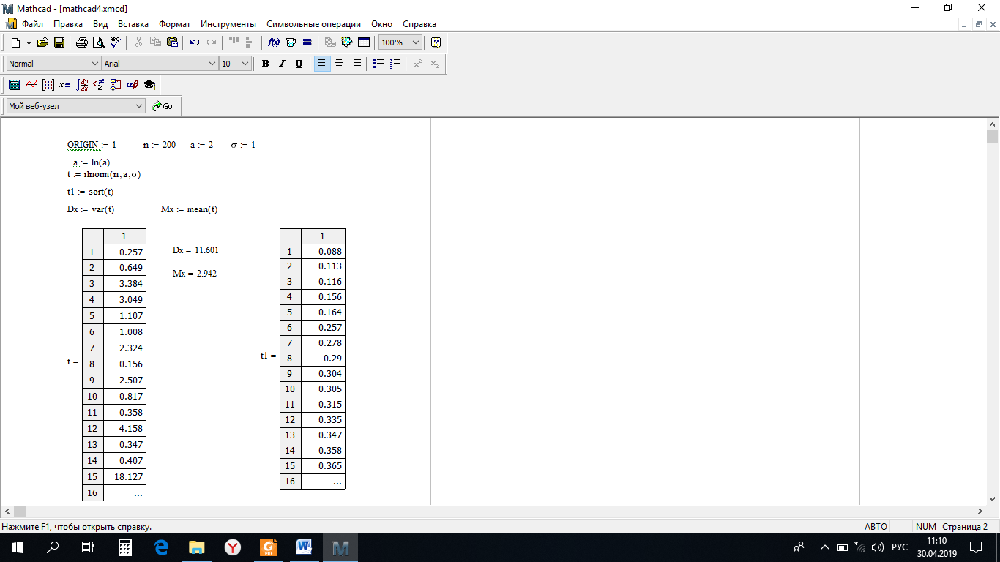 Mathcad - [mathcad4.xmcd]
Файл Правка Вид Вставка Формат Инструменты Символьные операции Окно Справка
100%
Normal Arial 10 B I U
Мой веб-узел Go
ORIGIN := 1 n := 200 a := 2 σ := 1
a := ln(a)
t := rlnorm(n,a,σ)
t1 := sort(t)
Dx := var(t) Mx := mean(t)
t =
1
1 0.257
2 0.649
3 3.384
4 3.049
5 1.107
6 1.008
7 2.324
8 0.156
9 2.507
10 0.817
11 0.358
12 4.158
13 0.347
14 0.407
15 18.127
16 ...
Dx = 11.601
Mx = 2.942
t1 =
1
1 0.088
2 0.113
3 0.116
4 0.156
5 0.164
6 0.257
7 0.278
8 0.29
9 0.304
10 0.305
11 0.315
12 0.335
13 0.347
14 0.358
15 0.365
16 ...
Нажмите F1, чтобы открыть справку. АВТО NUM Страница 2
РУС
11:10
30.04.2019